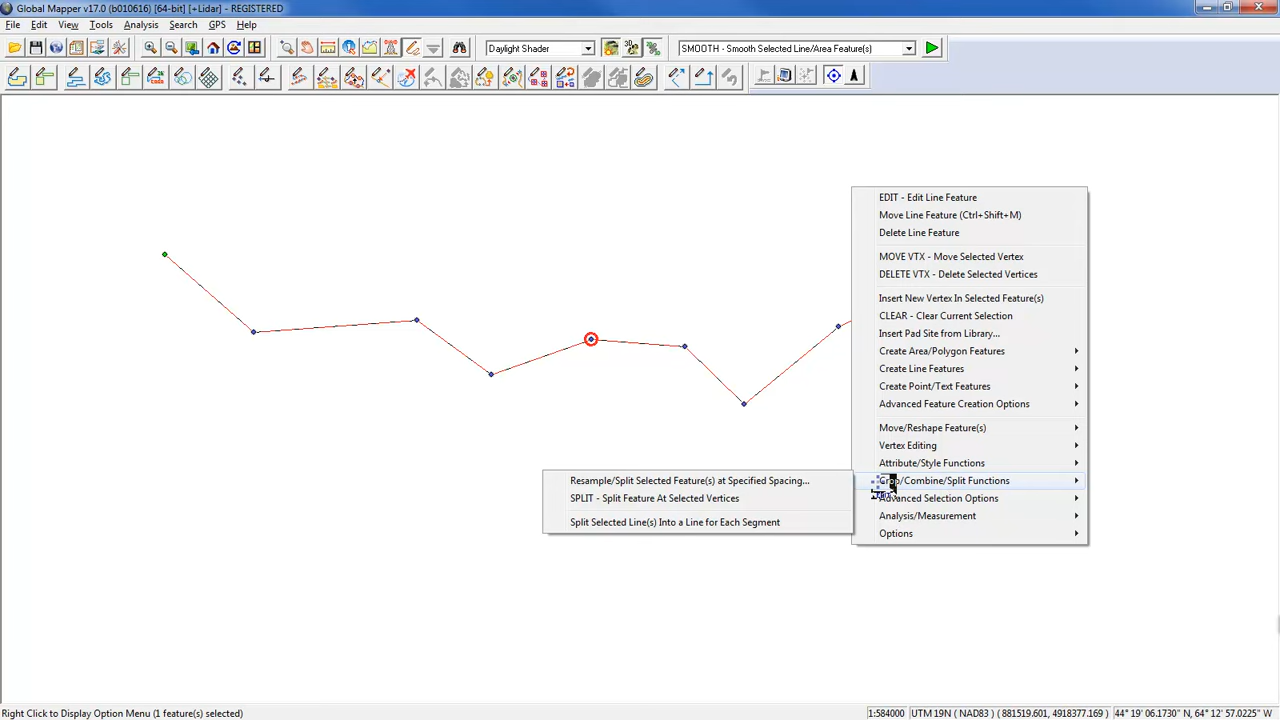 Global Mapper v17.0 (b010616) [64-bit] [+Lidar] - REGISTERED
File Edit View Tools Analysis Search GPS Help
Daylight Shader
SMOOTH - Smooth Selected Line/Area Feature(s)
EDIT - Edit Line Feature
Move Line Feature (Ctrl+Shift+M)
Delete Line Feature
MOVE VTX - Move Selected Vertex
DELETE VTX - Delete Selected Vertices
Insert New Vertex In Selected Feature(s)
CLEAR - Clear Current Selection
Insert Pad Site from Library...
Create Area/Polygon Features
Create Line Features
Create Point/Text Features
Advanced Feature Creation Options
Move/Reshape Feature(s)
Vertex Editing
Attribute/Style Functions
Crop/Combine/Split Functions
Advanced Selection Options
Analysis/Measurement
Options
Resample/Split Selected Feature(s) at Specified Spacing...
SPLIT - Split Feature At Selected Vertices
Split Selected Line(s) Into a Line for Each Segment
Right Click to Display Option Menu (1 feature(s) selected)
1:584000 UTM 19N (NAD83) ( 881519.601, 4918377.169) 44° 19' 06.1730" N, 64° 12' 57.0225" W